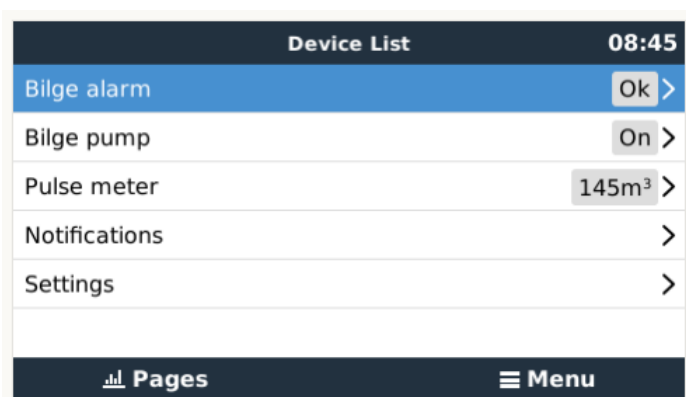 Device List 08:45
Bilge alarm Ok
Bilge pump On
Pulse meter 145m³
Notifications
Settings
Pages Menu